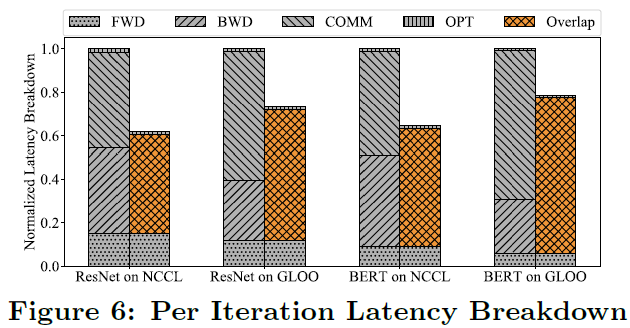 FWD BWD COMM OPT Overlap
Normalized Latency Breakdown
1.0
0.8
0.6
0.4
0.2
0.0
ResNet on NCCL ResNet on GLOO BERT on NCCL BERT on GLOO
Figure 6: Per Iteration Latency Breakdown